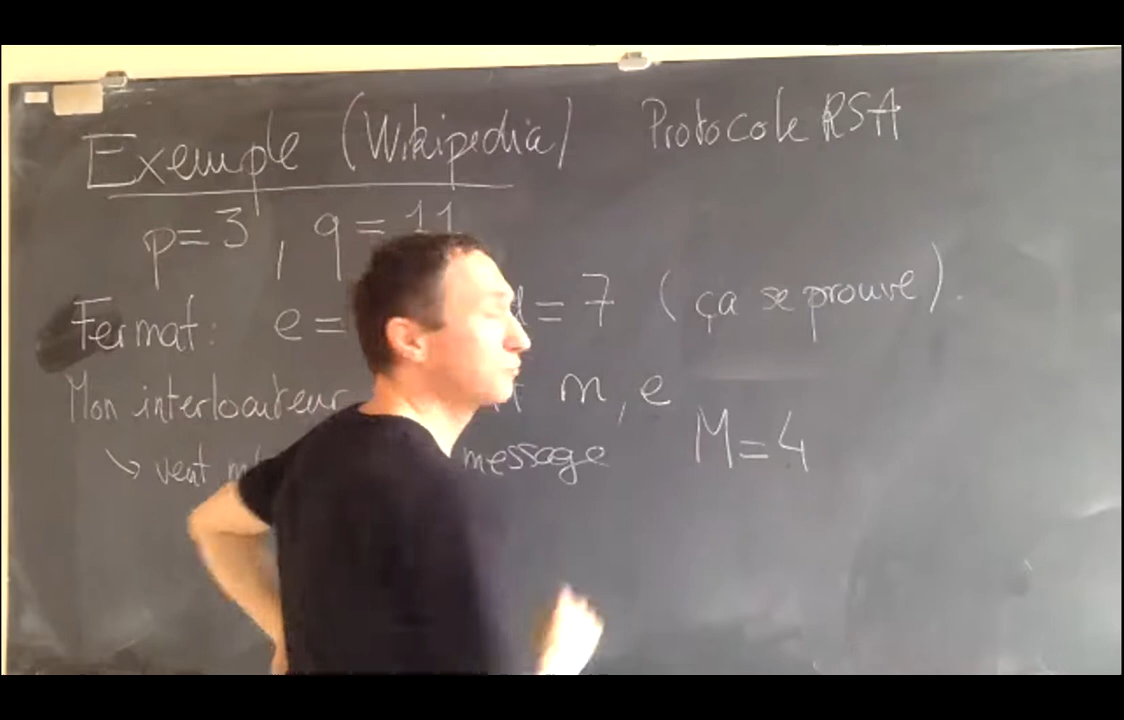 Exemple (Wikipedia) Protocole RSA
p=3, q=11
Fermat: e= d=7 (ça se prouve).
Mon interlocuteur n, e
↳ veut message M=4